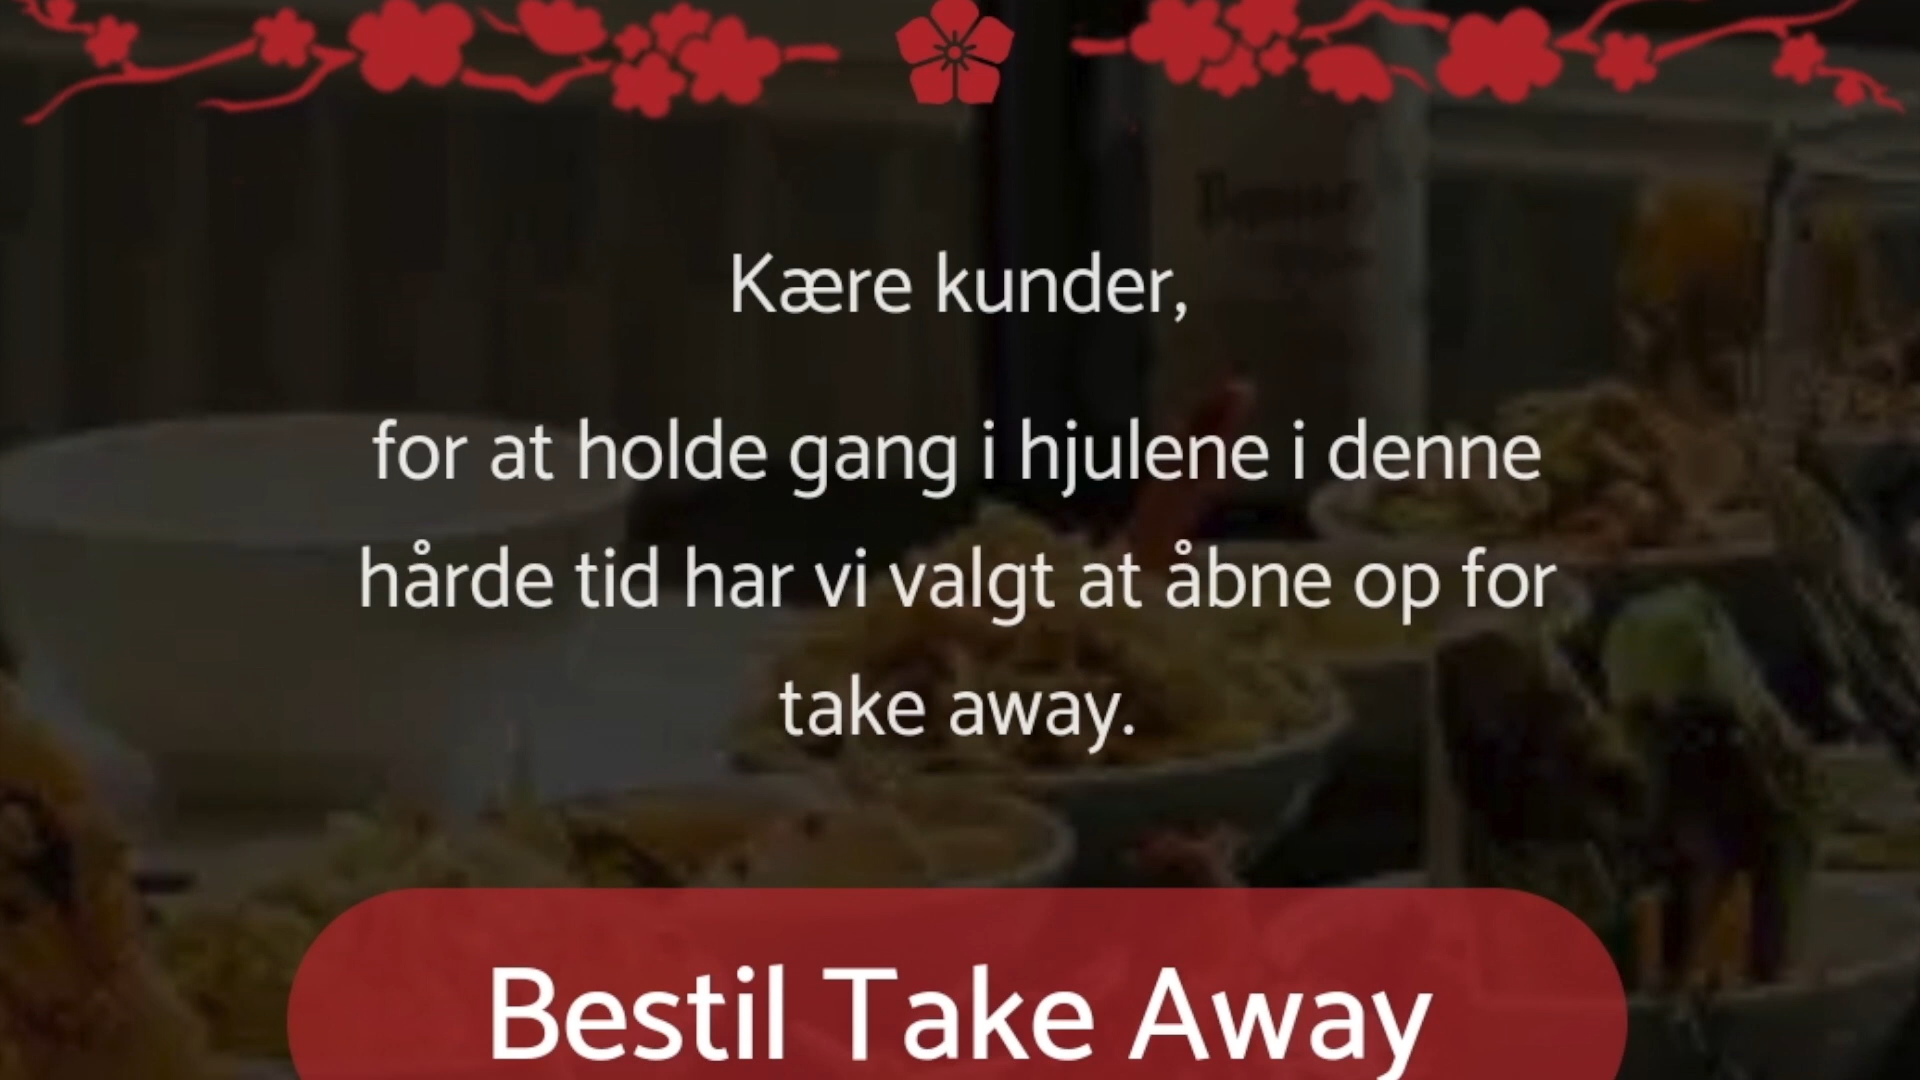 Kære kunder,
for at holde gang i hjulene i denne
hårde tid har vi valgt at åbne op for
take away.
Bestil Take Away